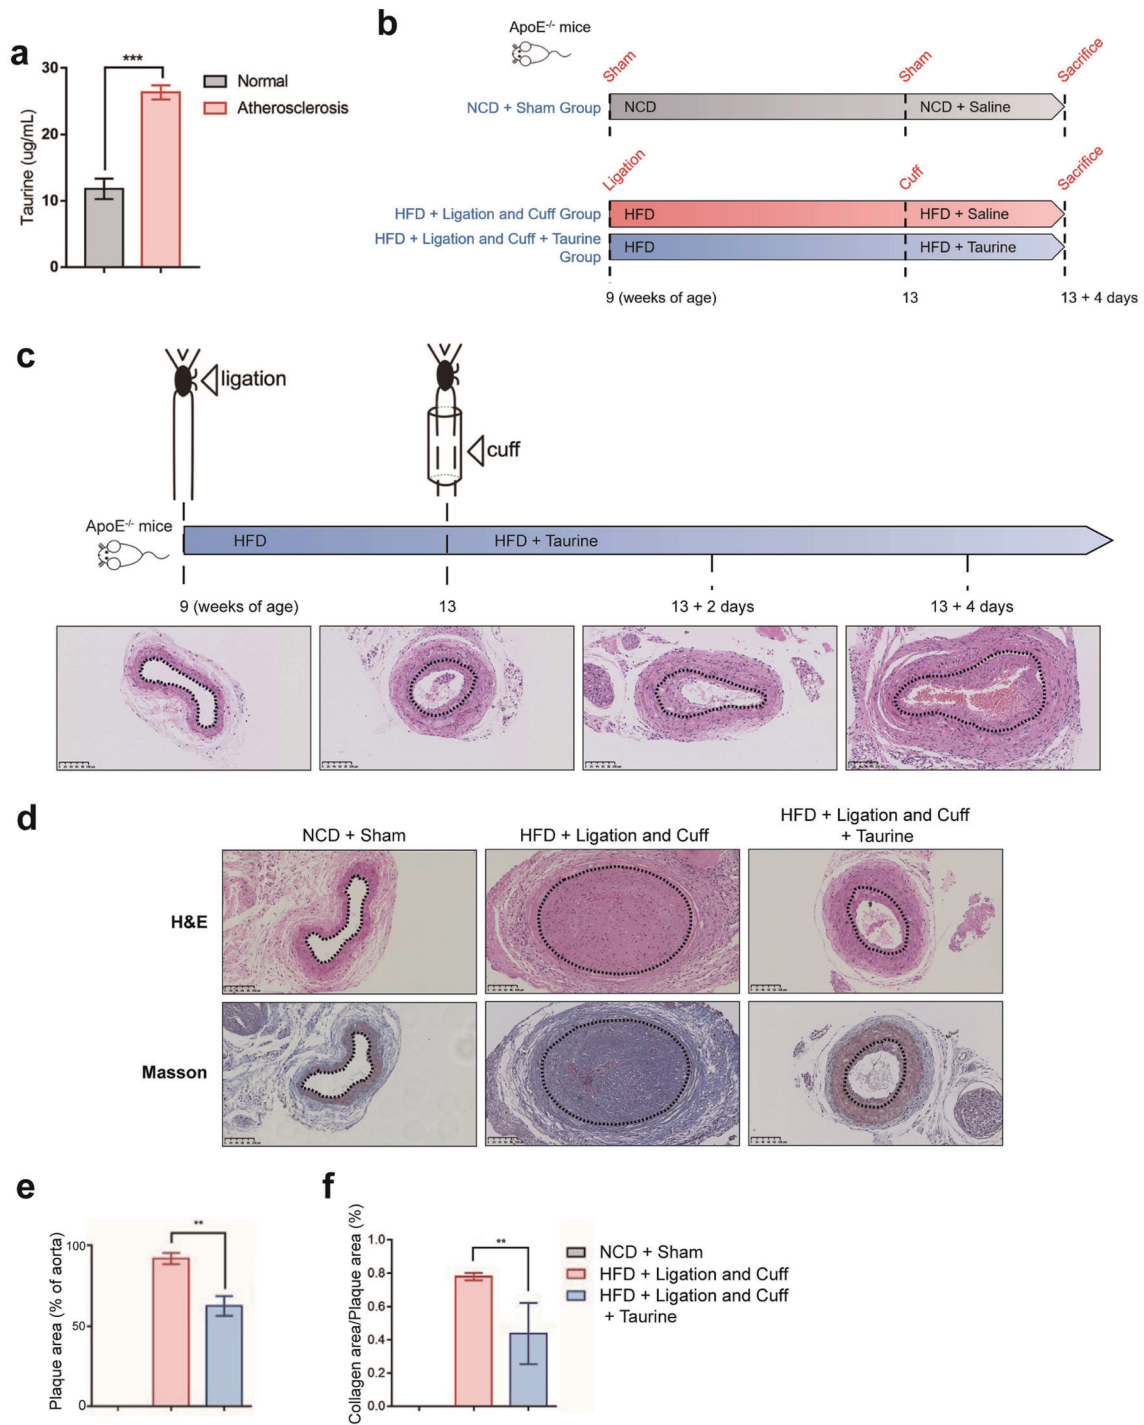 a
***
30
20
10
0
Taurine (ug/mL)
Normal
Atherosclerosis
b
ApoE-/- mice
Sham
Sham
Sacrifice
NCD + Sham Group
NCD
NCD + Saline
Ligation
Cuff
Sacrifice
HFD + Ligation and Cuff Group
HFD
HFD + Saline
HFD + Ligation and Cuff + Taurine
Group
HFD
HFD + Taurine
9 (weeks of age)
13
13 + 4 days
c
ligation
cuff
ApoE-/- mice
HFD
HFD + Taurine
9 (weeks of age)
13
13 + 2 days
13 + 4 days
d
NCD + Sham
HFD + Ligation and Cuff
HFD + Ligation and Cuff
+ Taurine
H&E
Masson
e
**
100
50
0
Plaque area (% of aorta)
f
**
1.0
0.8
0.6
0.4
0.2
0.0
Collagen area/Plaque area (%)
NCD + Sham
HFD + Ligation and Cuff
HFD + Ligation and Cuff
+ Taurine